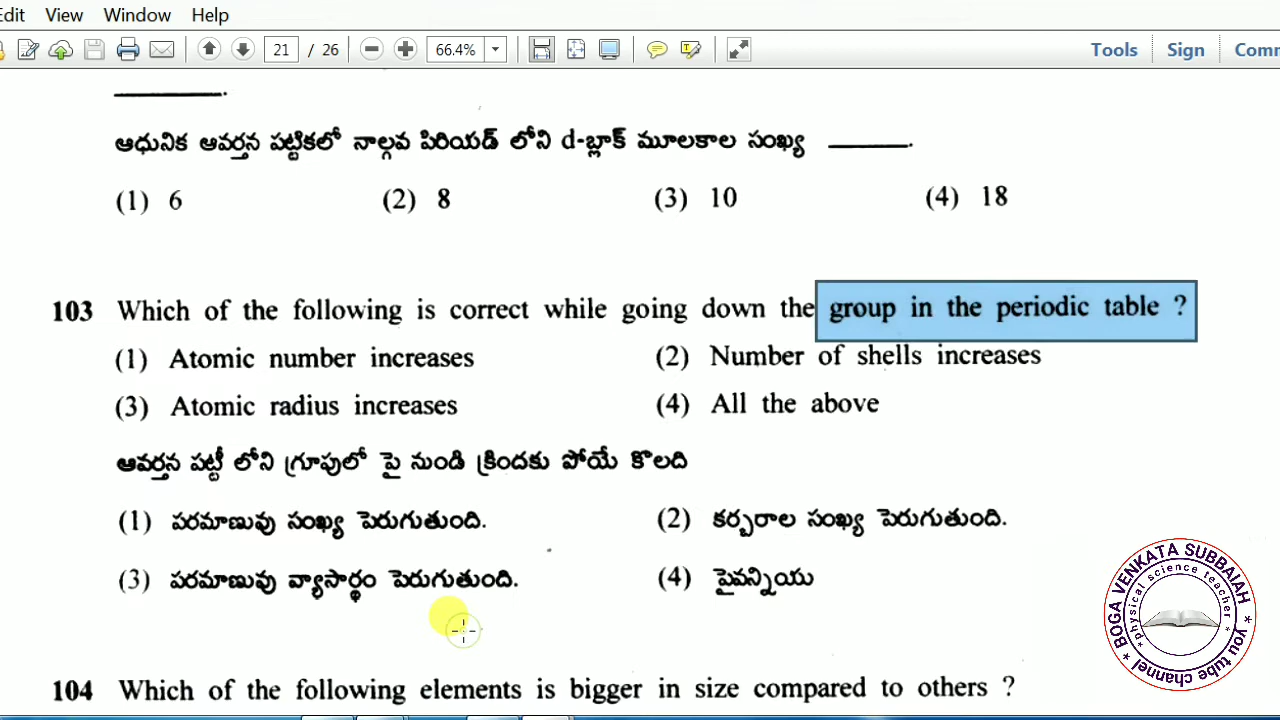 Edit View Window Help
21 / 26 66.4% Tools Sign Comm
________.
ఆధునిక ఆవర్తన పట్టికలో నాల్గవ పిరియడ్ లోని d-బ్లాక్ మూలకాల సంఖ్య ______.
(1) 6 (2) 8 (3) 10 (4) 18
103 Which of the following is correct while going down the group in the periodic table ?
(1) Atomic number increases (2) Number of shells increases
(3) Atomic radius increases (4) All the above
ఆవర్తన పట్టీ లోని గ్రూపులో పై నుండి క్రిందకు పోయే కొలది
(1) పరమాణువు సంఖ్య పెరుగుతుంది. (2) కర్బరాల సంఖ్య పెరుగుతుంది.
(3) పరమాణువు వ్యాసార్థం పెరుగుతుంది. (4) పైవన్నియు
104 Which of the following elements is bigger in size compared to others ?
* BOGA VENKATA SUBBAIAH * you tube channel
* physical science teacher *